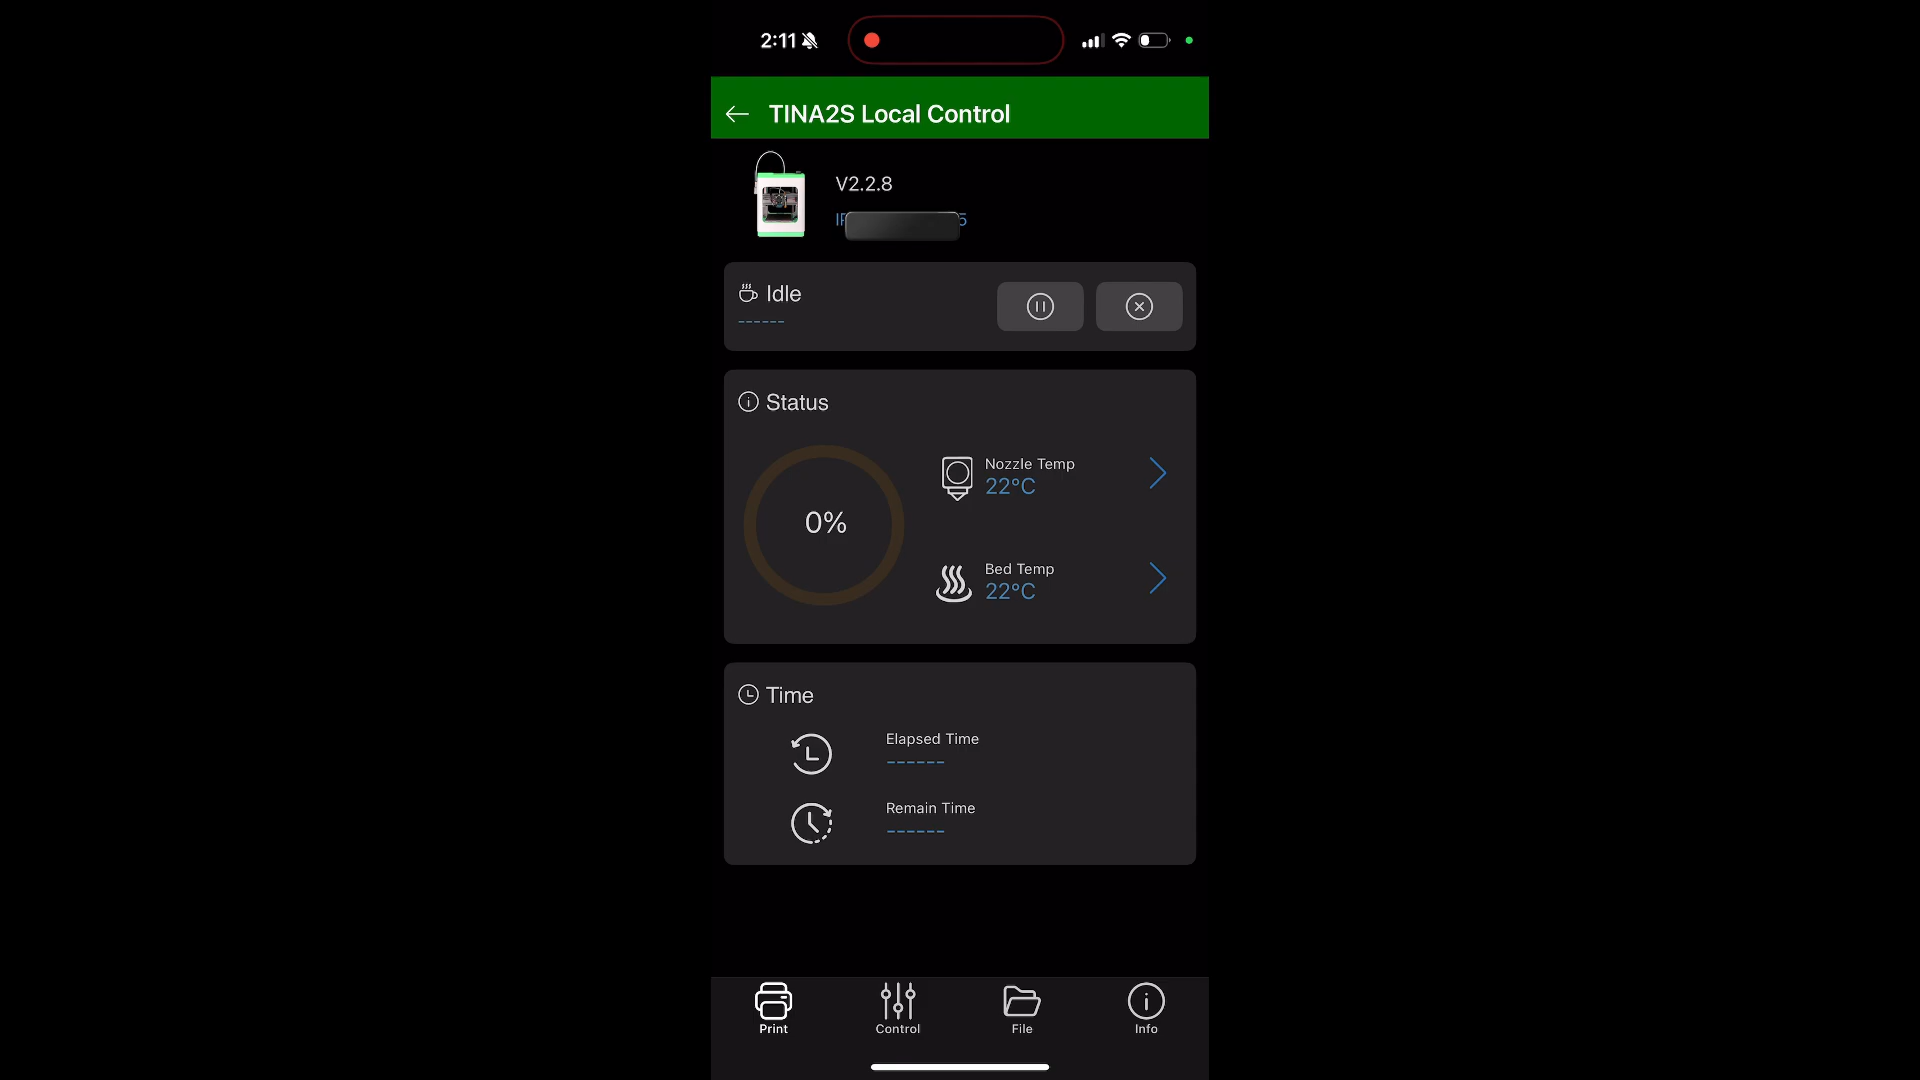 2:11
TINA2S Local Control
V2.2.8
Idle
------
Status
0%
Nozzle Temp
22°C
Bed Temp
22°C
Time
Elapsed Time
------
Remain Time
------
Print
Control
File
Info